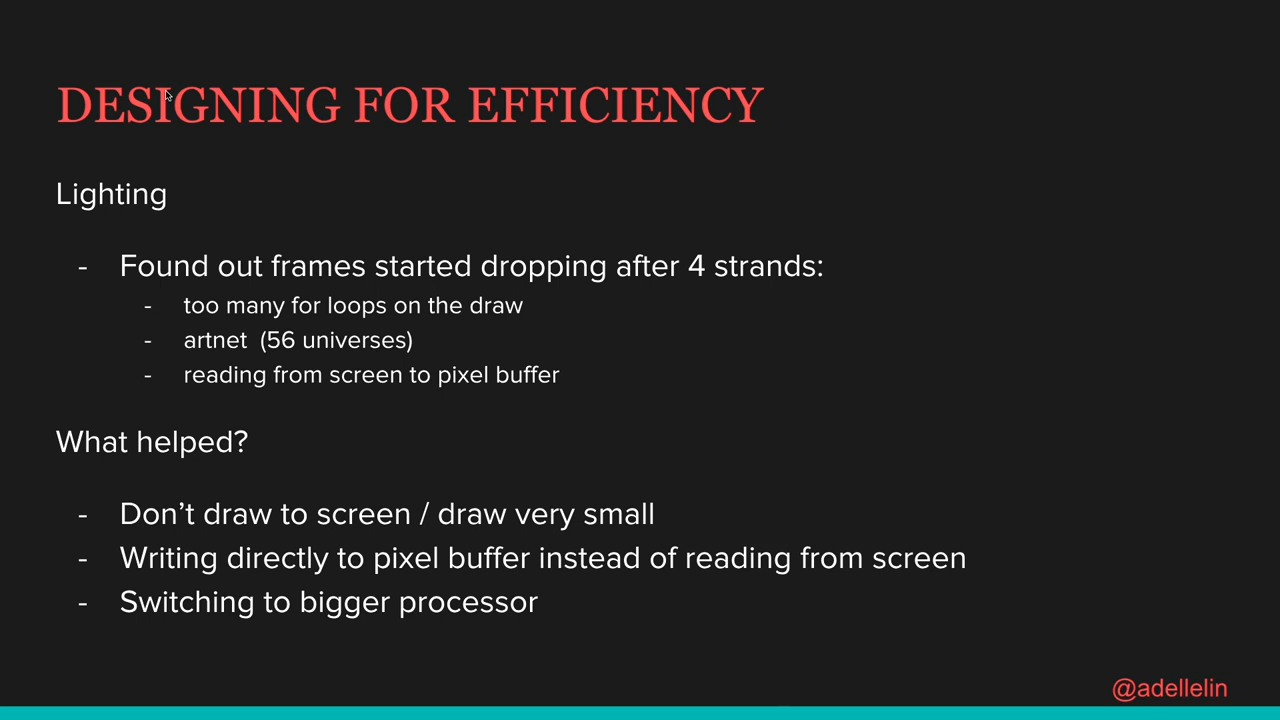 DESIGNING FOR EFFICIENCY
Lighting
- Found out frames started dropping after 4 strands:
- too many for loops on the draw
- artnet  (56 universes)
- reading from screen to pixel buffer
What helped?
- Don’t draw to screen / draw very small
- Writing directly to pixel buffer instead of reading from screen
- Switching to bigger processor
@adellelin